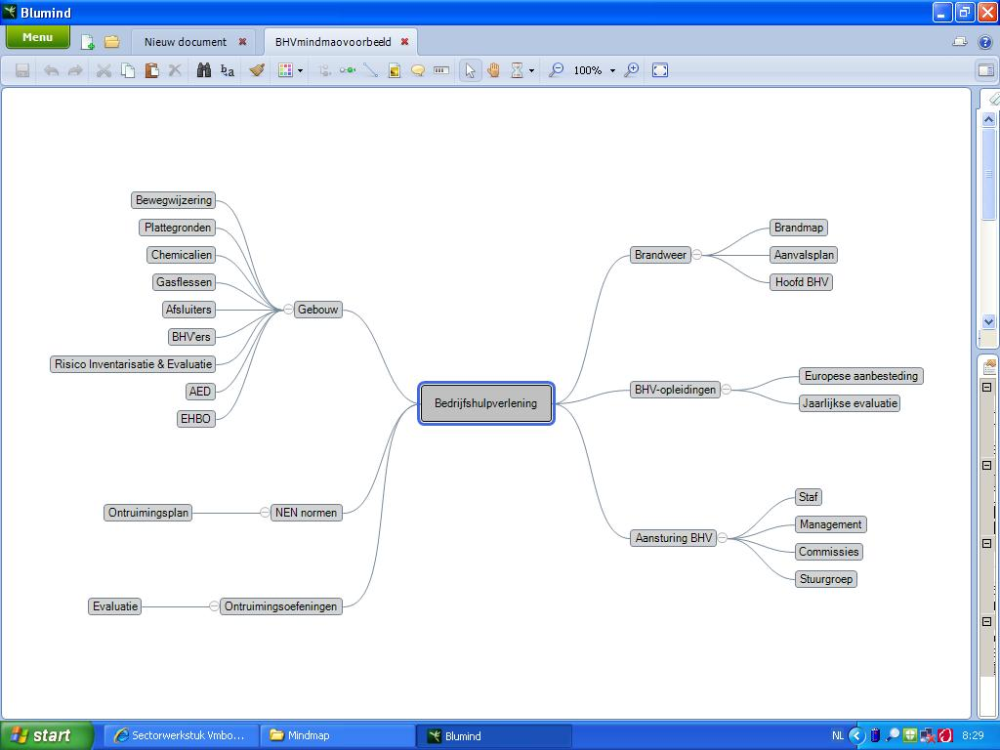 Blumind
Menu
Nieuw document
BHVmindmaovoorbeeld
b,a
100%
Bewegwijzering
Plattegronden
Chemicalien
Gasflessen
Afsluiters
BHV'ers
Risico Inventarisatie & Evaluatie
AED
EHBO
Gebouw
Ontruimingsplan
NEN normen
Evaluatie
Ontruimingsoefeningen
Bedrijfshulpverlening
Brandweer
Brandmap
Aanvalsplan
Hoofd BHV
BHV-opleidingen
Europese aanbesteding
Jaarlijkse evaluatie
Aansturing BHV
Staf
Management
Commissies
Stuurgroep
start
Sectorwerkstuk Vmbo...
Mindmap
Blumind
NL
8:29